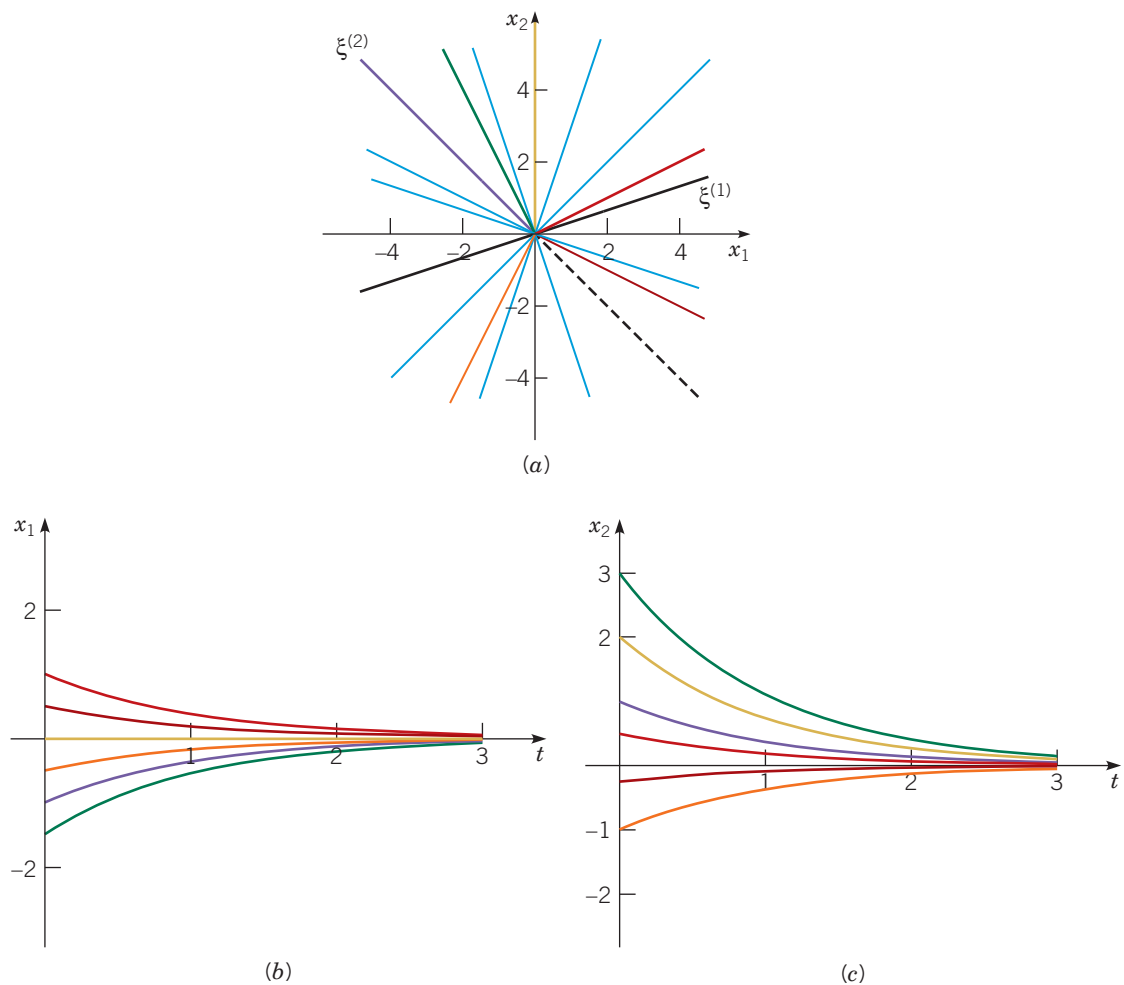 x₂
ξ⁽²⁾
4
2
ξ⁽¹⁾
–4 –2 2 4 x₁
–2
–4
(a)
x₁
2
1 2 3 t
–2
(b)
x₂
3
2
1 2 3 t
–1
–2
(c)